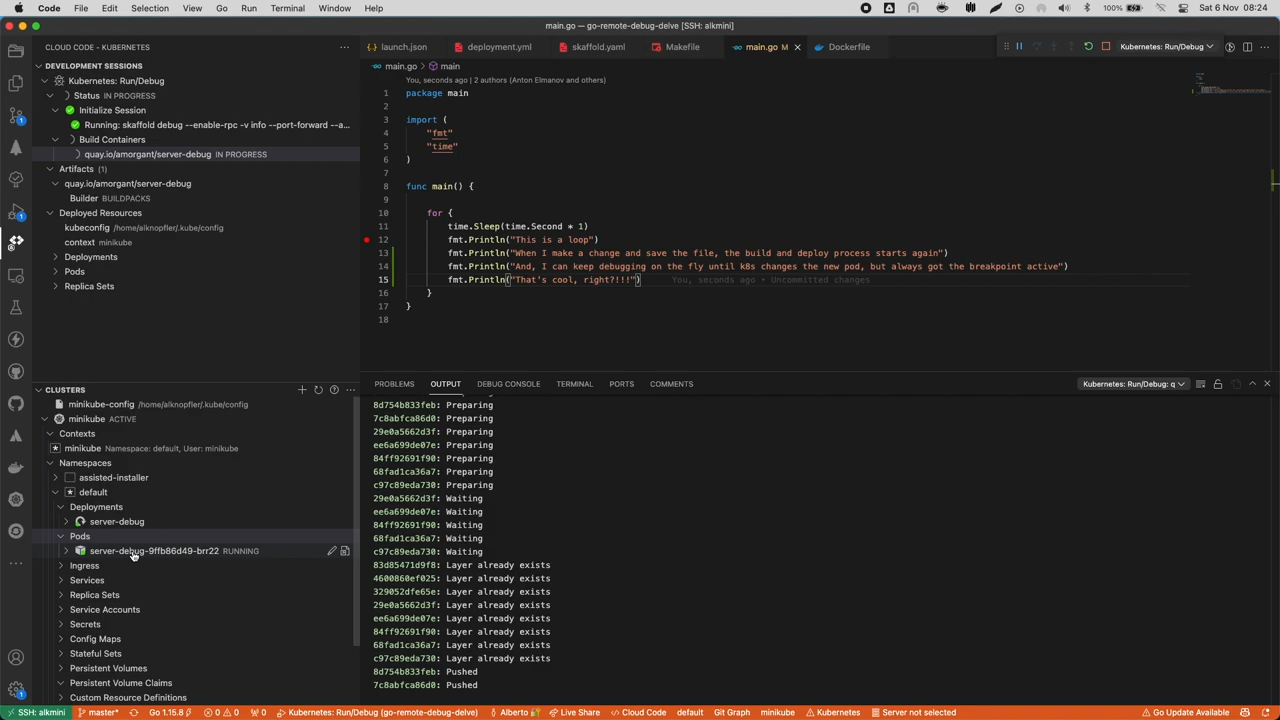 Code File Edit Selection View Go Run Terminal Window Help 100% Sat 6 Nov 08:24
main.go — go-remote-debug-delve [SSH: alkmini]
CLOUD CODE - KUBERNETES
DEVELOPMENT SESSIONS
Kubernetes: Run/Debug
Status IN PROGRESS
Initialize Session
Running: skaffold debug --enable-rpc -v info --port-forward --a...
Build Containers
quay.io/amorgant/server-debug IN PROGRESS
Artifacts (1)
quay.io/amorgant/server-debug
Builder BUILDPACKS
Deployed Resources
kubeconfig /home/alknopfler/.kube/config
context minikube
Deployments
Pods
Replica Sets
CLUSTERS
minikube-config /home/alknopfler/.kube/config
minikube ACTIVE
Contexts
minikube Namespace: default, User: minikube
Namespaces
assisted-installer
default
Deployments
server-debug
Pods
server-debug-9ffb86d49-brr22 RUNNING
Ingress
Services
Replica Sets
Service Accounts
Secrets
Config Maps
Stateful Sets
Persistent Volumes
Persistent Volume Claims
Custom Resource Definitions
launch.json deployment.yml skaffold.yaml Makefile main.go M Dockerfile Kubernetes: Run/Debug
main.go > main
You, seconds ago | 2 authors (Anton Elmanov and others)
1 package main
2
3 import (
4 "fmt"
5 "time"
6 )
7
8 func main() {
9
10 for {
11 time.Sleep(time.Second * 1)
12 fmt.Println("This is a loop")
13 fmt.Println("When I make a change and save the file, the build and deploy process starts again")
14 fmt.Println("And, I can keep debugging on the fly until k8s changes the new pod, but always got the breakpoint active")
15 fmt.Println("That's cool, right?!!!") You, seconds ago • Uncommitted changes
16 }
17 }
18
PROBLEMS OUTPUT DEBUG CONSOLE TERMINAL PORTS COMMENTS Kubernetes: Run/Debug: q
8d754b833feb: Preparing
7c8abfca86d0: Preparing
29e0a5662d3f: Preparing
ee6a699de07e: Preparing
84ff92691f90: Preparing
68fad1ca36a7: Preparing
c97c89eda730: Preparing
29e0a5662d3f: Waiting
ee6a699de07e: Waiting
84ff92691f90: Waiting
68fad1ca36a7: Waiting
c97c89eda730: Waiting
83d85471d9f8: Layer already exists
4600860ef025: Layer already exists
329052dfe65e: Layer already exists
29e0a5662d3f: Layer already exists
ee6a699de07e: Layer already exists
84ff92691f90: Layer already exists
68fad1ca36a7: Layer already exists
c97c89eda730: Layer already exists
8d754b833feb: Pushed
7c8abfca86d0: Pushed
SSH: alkmini master* Go 1.15.8 0 0 0 Kubernetes: Run/Debug (go-remote-debug-delve) Alberto Live Share Cloud Code default Git Graph minikube Kubernetes Server not selected Go Update Available